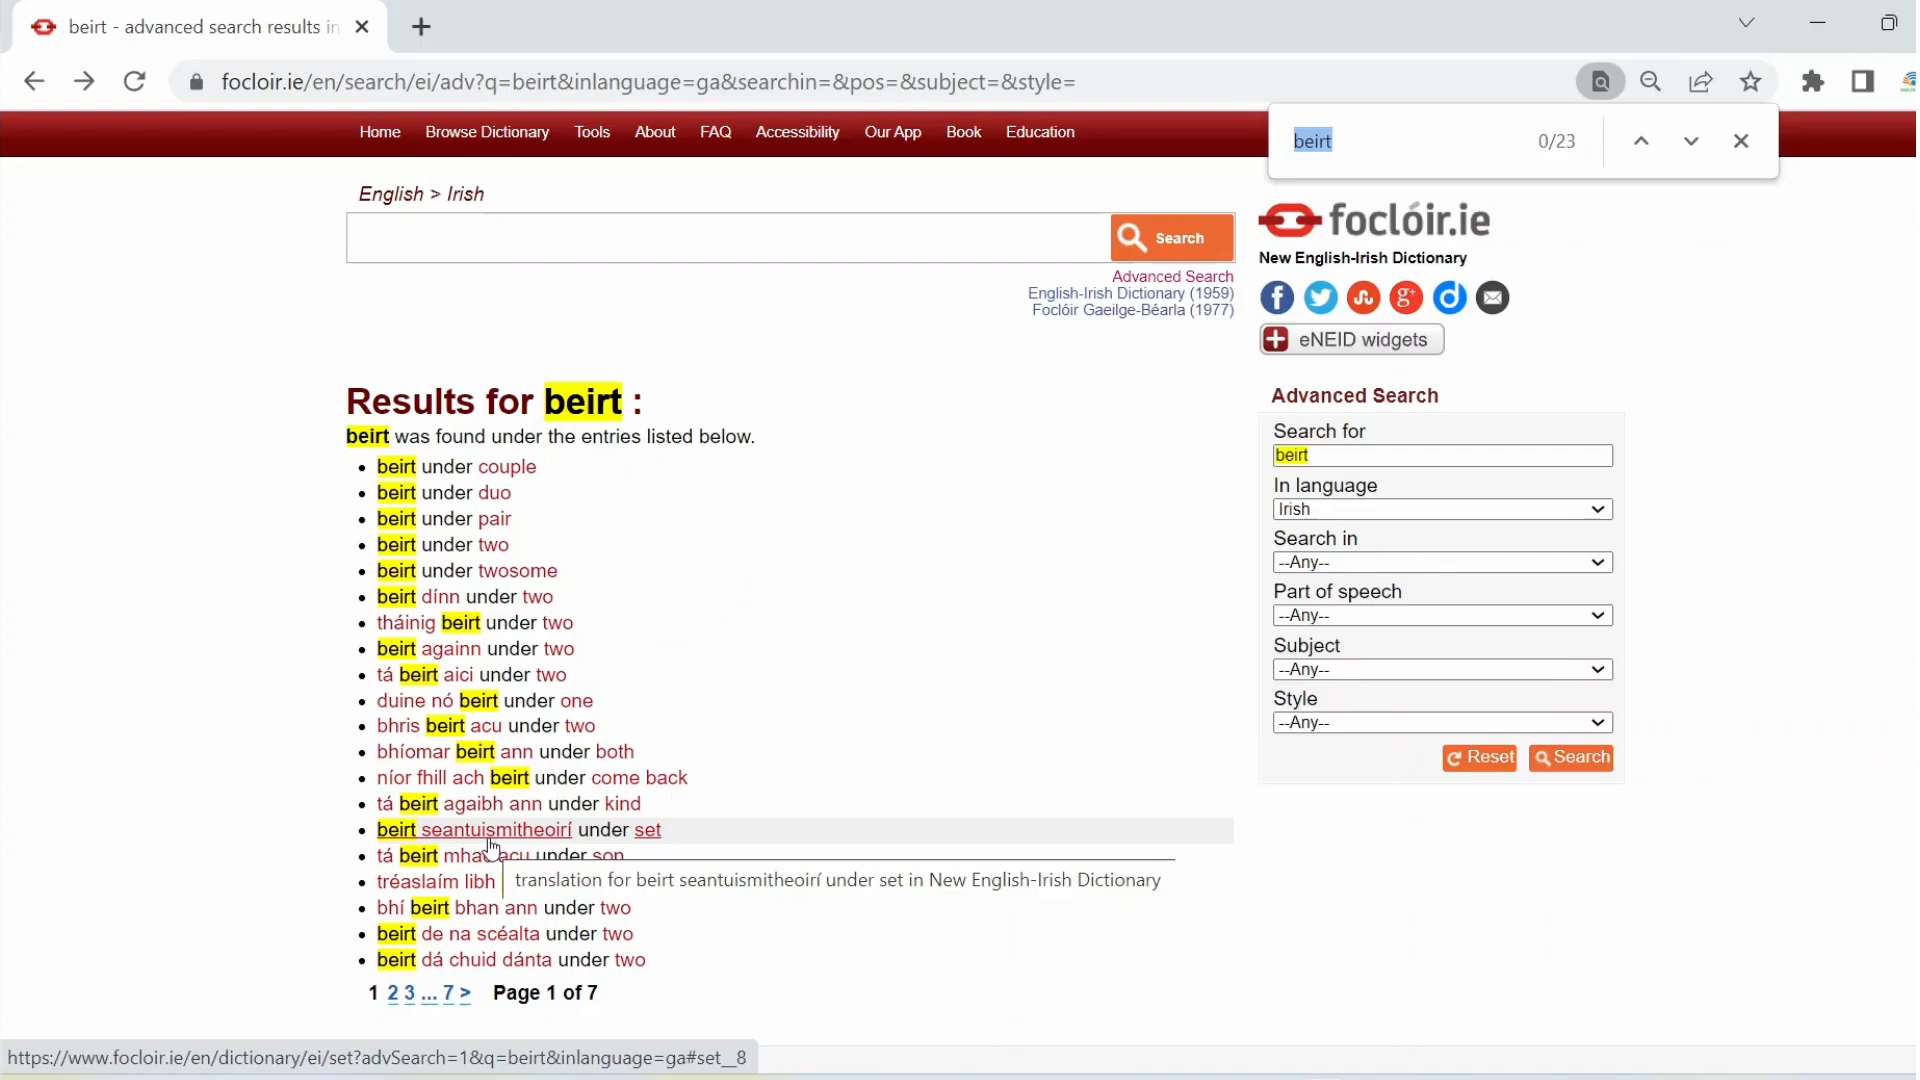 beirt - advanced search results in
focloir.ie/en/search/ei/adv?q=beirt&inlanguage=ga&searchin=&pos=&subject=&style=
Home Browse Dictionary Tools About FAQ Accessibility Our App Book Education
beirt 0/23
English > Irish
Search
Advanced Search
English-Irish Dictionary (1959)
Foclóir Gaeilge-Béarla (1977)
foclóir.ie
New English-Irish Dictionary
eNEID widgets
Results for beirt :
beirt was found under the entries listed below.
beirt under couple
beirt under duo
beirt under pair
beirt under two
beirt under twosome
beirt dínn under two
tháinig beirt under two
beirt againn under two
tá beirt aici under two
duine nó beirt under one
bhris beirt acu under two
bhíomar beirt ann under both
níor fhill ach beirt under come back
tá beirt agaibh ann under kind
beirt seantuismitheoirí under set
tá beirt acu under son
tréaslaím libh
translation for beirt seantuismitheoirí under set in New English-Irish Dictionary
bhí beirt bhan ann under two
beirt de na scéalta under two
beirt dá chuid dánta under two
1 2 3 ... 7 > Page 1 of 7
Advanced Search
Search for
beirt
In language
Irish
Search in
--Any--
Part of speech
--Any--
Subject
--Any--
Style
--Any--
Reset Search
https://www.focloir.ie/en/dictionary/ei/set?advSearch=1&q=beirt&inlanguage=ga#set__8